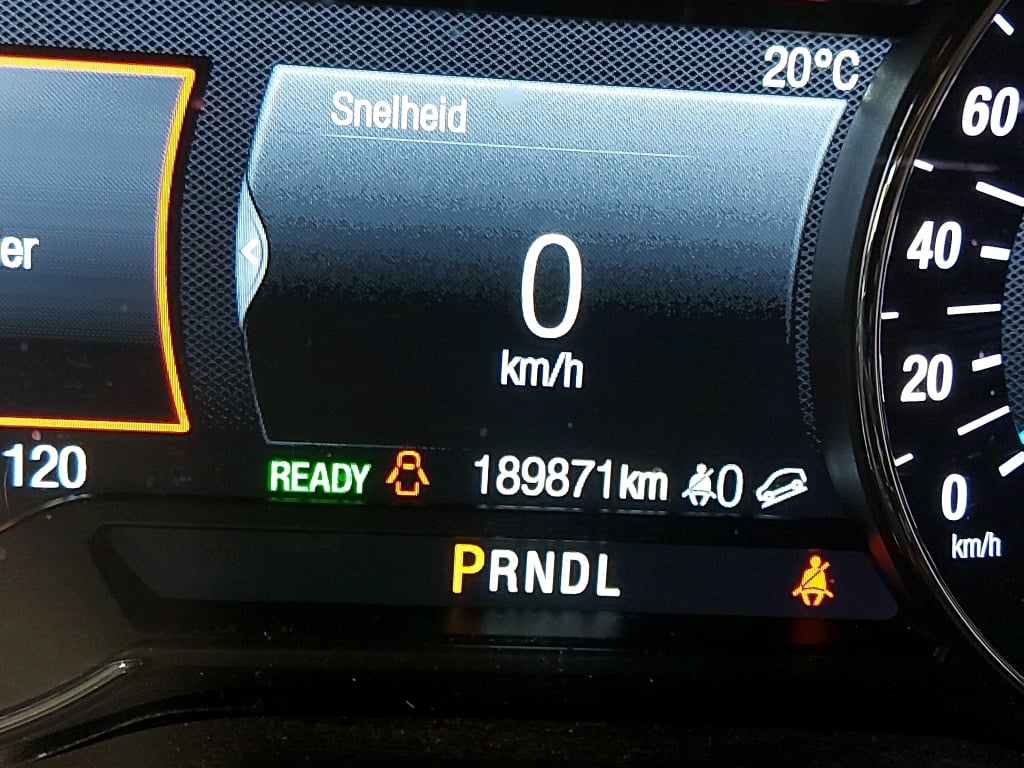 20°C
Snelheid
60
er
0
40
km/h
20
120
READY
189871km
0
0
km/h
PRNDL